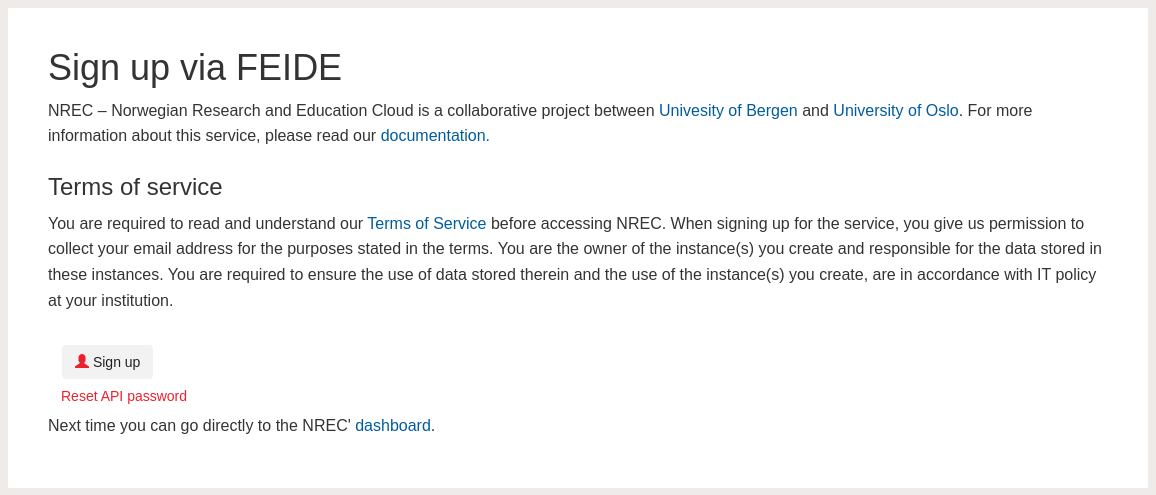 Sign up via FEIDE
NREC – Norwegian Research and Education Cloud is a collaborative project between Univesity of Bergen and University of Oslo. For more
information about this service, please read our documentation.
Terms of service
You are required to read and understand our Terms of Service before accessing NREC. When signing up for the service, you give us permission to
collect your email address for the purposes stated in the terms. You are the owner of the instance(s) you create and responsible for the data stored in
these instances. You are required to ensure the use of data stored therein and the use of the instance(s) you create, are in accordance with IT policy
at your institution.
Sign up
Reset API password
Next time you can go directly to the NREC' dashboard.